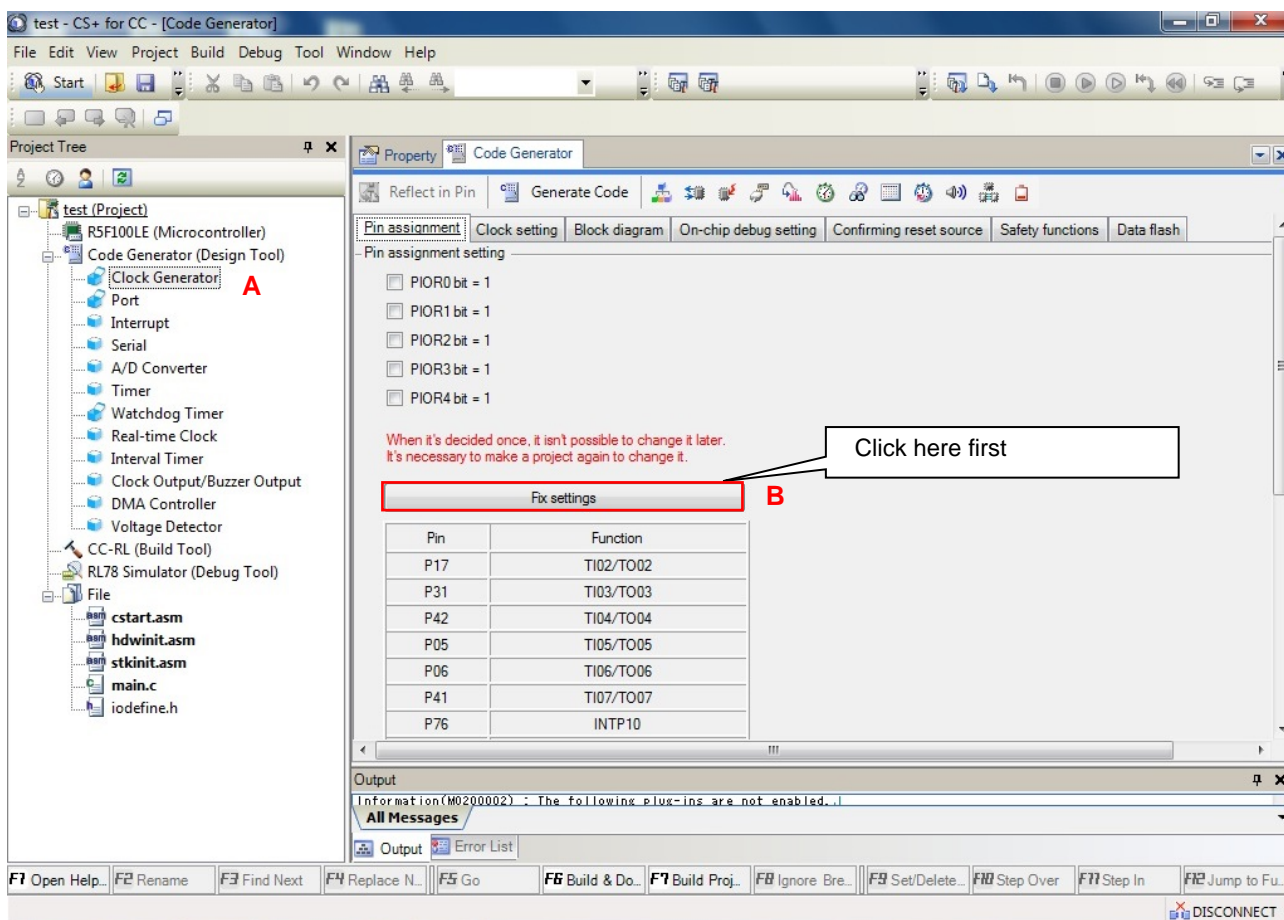 test - CS+ for CC - [Code Generator]
File Edit View Project Build Debug Tool Window Help
Start
Project Tree
test (Project)
R5F100LE (Microcontroller)
Code Generator (Design Tool)
Clock Generator
A
Port
Interrupt
Serial
A/D Converter
Timer
Watchdog Timer
Real-time Clock
Interval Timer
Clock Output/Buzzer Output
DMA Controller
Voltage Detector
CC-RL (Build Tool)
RL78 Simulator (Debug Tool)
File
cstart.asm
hdwinit.asm
stkinit.asm
main.c
iodefine.h
Property Code Generator
Reflect in Pin Generate Code
Pin assignment Clock setting Block diagram On-chip debug setting Confirming reset source Safety functions Data flash
Pin assignment setting
PIOR0 bit = 1
PIOR1 bit = 1
PIOR2 bit = 1
PIOR3 bit = 1
PIOR4 bit = 1
When it's decided once, it isn't possible to change it later.
It's necessary to make a project again to change it.
Click here first
Fix settings B
Pin Function
P17 TI02/TO02
P31 TI03/TO03
P42 TI04/TO04
P05 TI05/TO05
P06 TI06/TO06
P41 TI07/TO07
P76 INTP10
Output
Information(M0200002) : The following plug-ins are not enabled.
All Messages
Output Error List
F1 Open Help... F2 Rename F3 Find Next F4 Replace N... F5 Go F6 Build & Do... F7 Build Proj... F8 Ignore Bre... F9 Set/Delete... F10 Step Over F11 Step In F12 Jump to Fu...
DISCONNECT